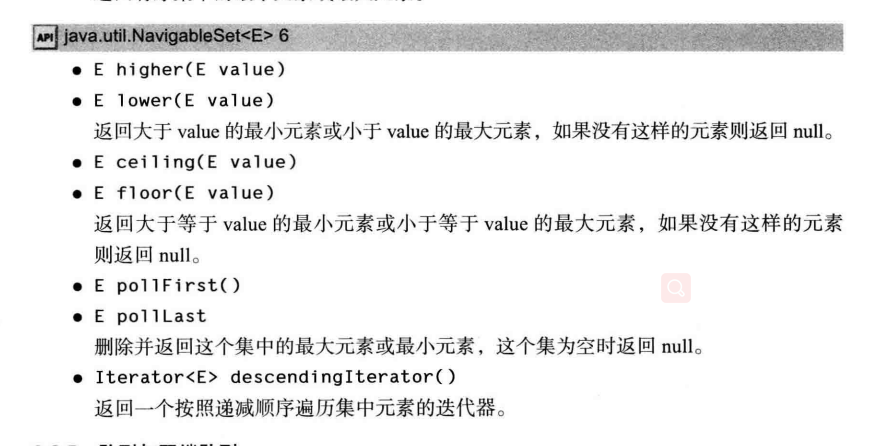 API java.util.NavigableSet<E> 6
● E higher(E value)
● E lower(E value)
返回大于 value 的最小元素或小于 value 的最大元素，如果没有这样的元素则返回 null。
● E ceiling(E value)
● E floor(E value)
返回大于等于 value 的最小元素或小于等于 value 的最大元素，如果没有这样的元素
则返回 null。
● E pollFirst()
● E pollLast
删除并返回这个集中的最大元素或最小元素，这个集为空时返回 null。
● Iterator<E> descendingIterator()
返回一个按照递减顺序遍历集中元素的迭代器。